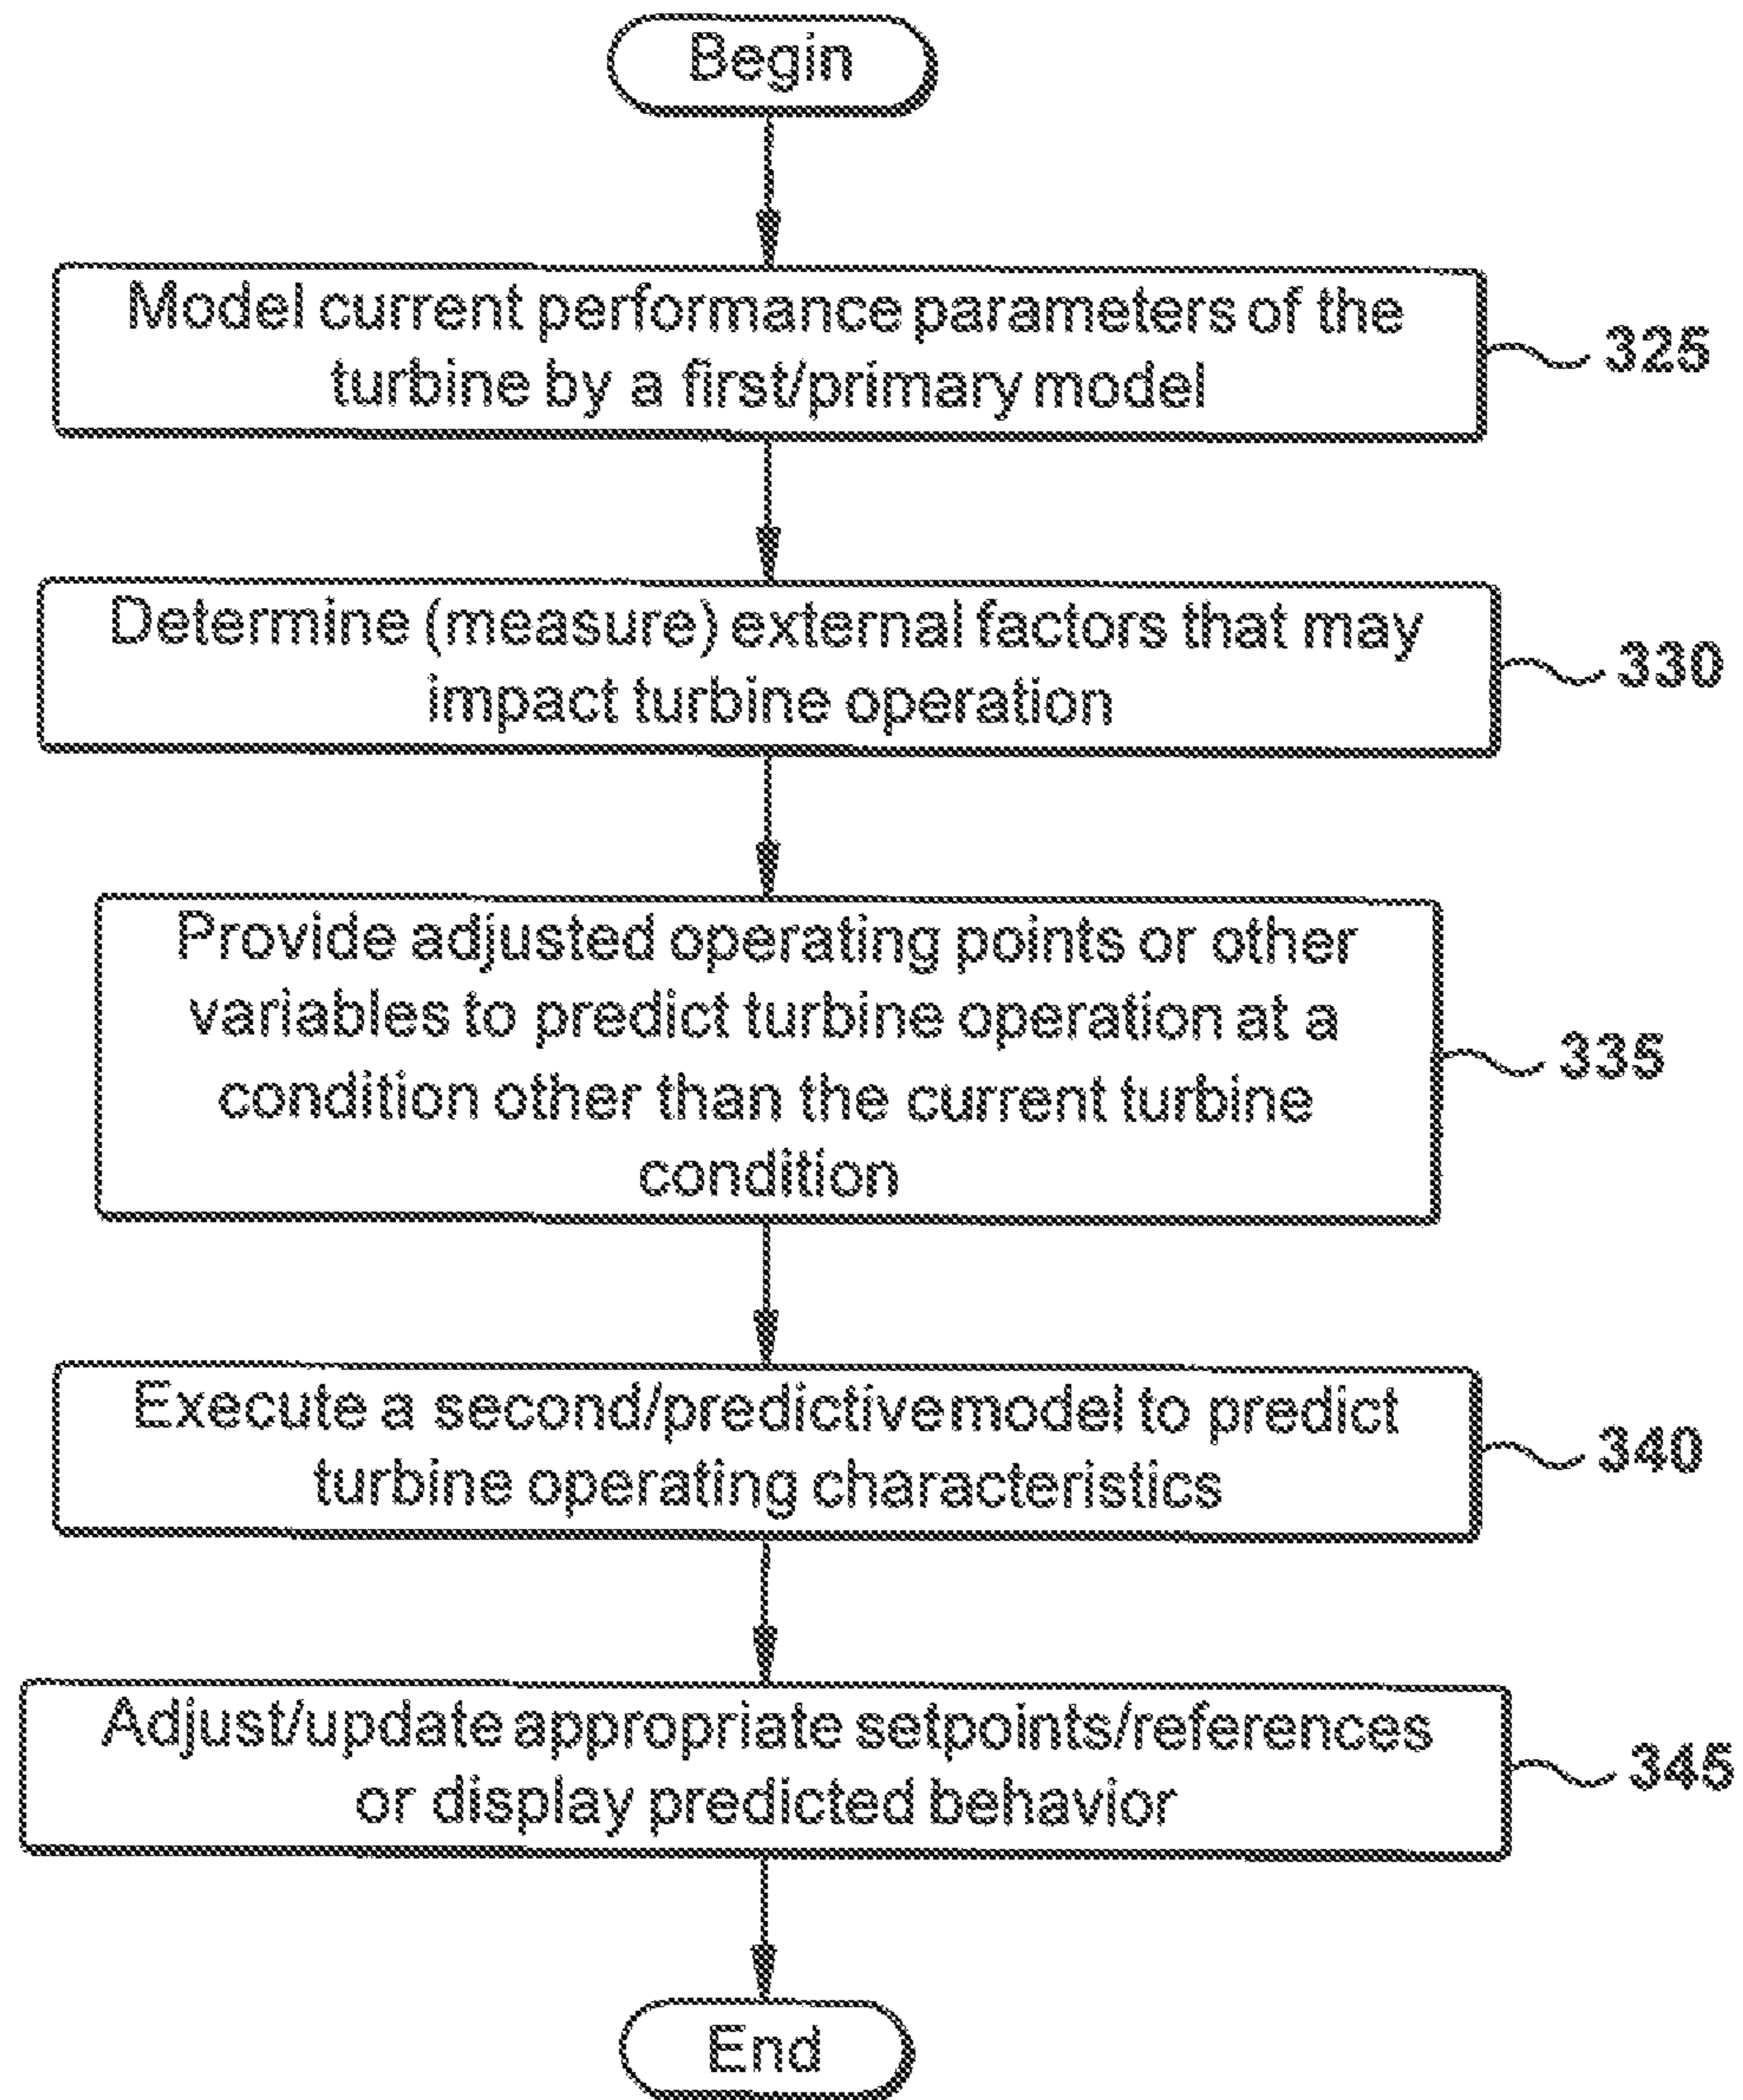 Begin
Model current performance parameters of the
turbine by a first/primary model
325
Determine (measure) external factors that may
impact turbine operation
330
Provide adjusted operating points or other
variables to predict turbine operation at a
condition other than the current turbine
condition
335
Execute a second/predictive model to predict
turbine operating characteristics
340
Adjust/update appropriate setpoints/references
or display predicted behavior
345
End